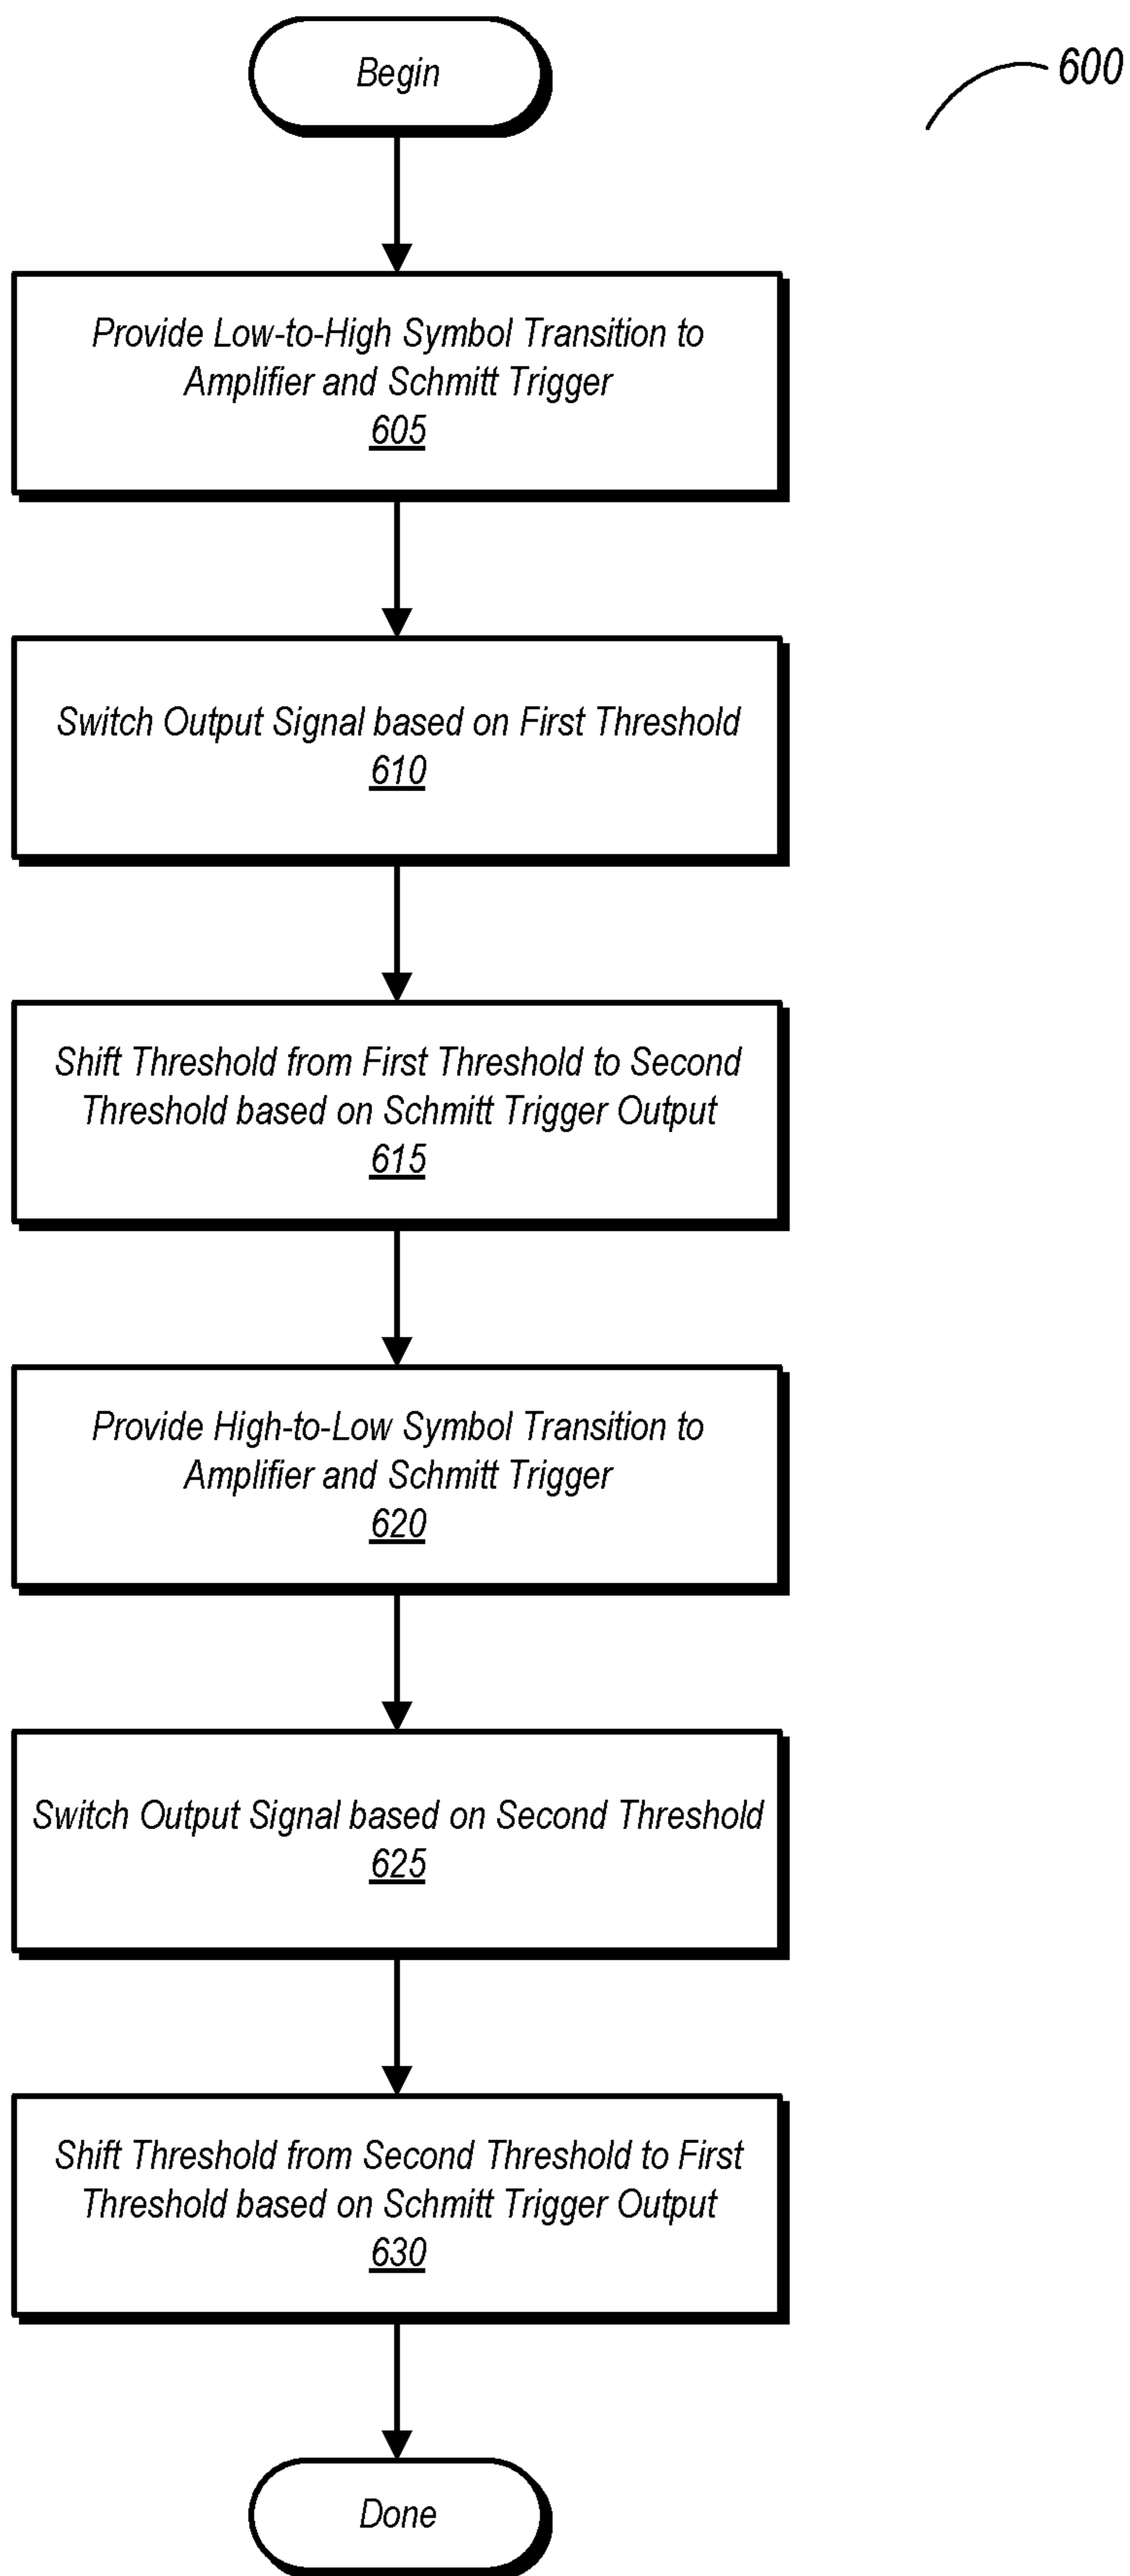 Begin
600
Provide Low-to-High Symbol Transition to
Amplifier and Schmitt Trigger
605
Switch Output Signal based on First Threshold
610
Shift Threshold from First Threshold to Second
Threshold based on Schmitt Trigger Output
615
Provide High-to-Low Symbol Transition to
Amplifier and Schmitt Trigger
620
Switch Output Signal based on Second Threshold
625
Shift Threshold from Second Threshold to First
Threshold based on Schmitt Trigger Output
630
Done